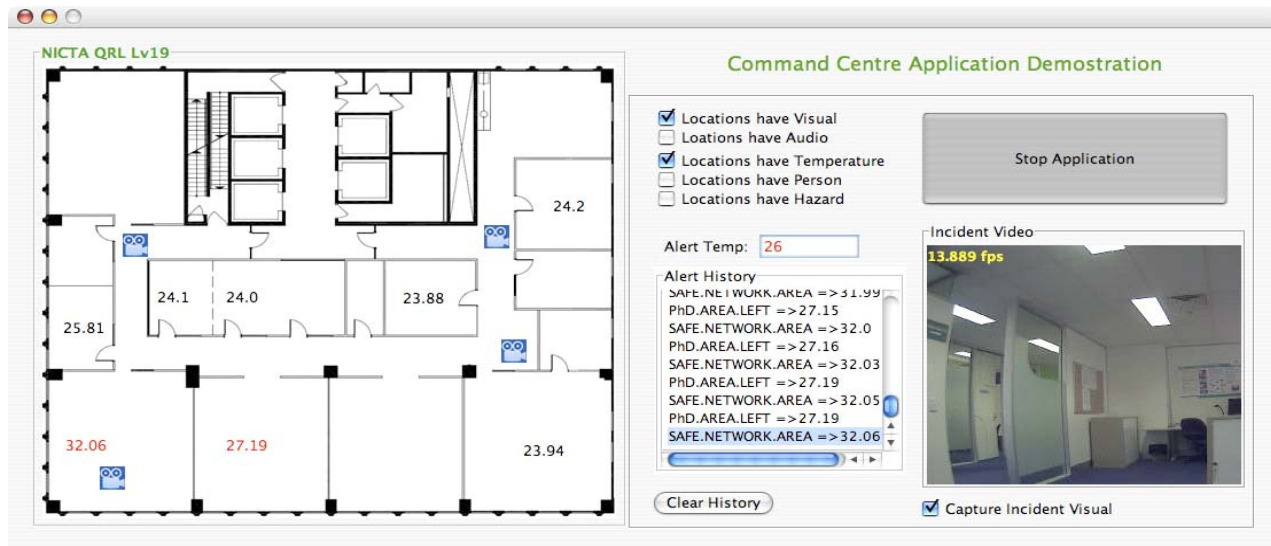 NICTA QRL Lv19
24.2
24.1
24.0
23.88
25.81
32.06
27.19
23.94
Command Centre Application Demostration
Locations have Visual
Loations have Audio
Locations have Temperature
Locations have Person
Locations have Hazard
Stop Application
Alert Temp: 26
Alert History
SAFE.NETWORK.AREA =>31.99
PhD.AREA.LEFT =>27.15
SAFE.NETWORK.AREA =>32.0
PhD.AREA.LEFT =>27.16
SAFE.NETWORK.AREA =>32.03
PhD.AREA.LEFT =>27.19
SAFE.NETWORK.AREA =>32.05
PhD.AREA.LEFT =>27.19
SAFE.NETWORK.AREA =>32.06
Clear History
Incident Video
13.889 fps
Capture Incident Visual